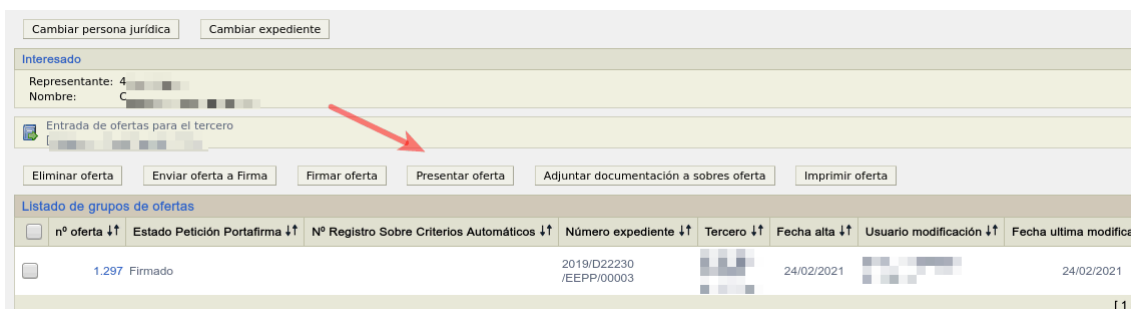 Cambiar persona jurídica Cambiar expediente
Interesado
Representante: 4
Nombre: C
Entrada de ofertas para el tercero
[
Eliminar oferta Enviar oferta a Firma Firmar oferta Presentar oferta Adjuntar documentación a sobres oferta Imprimir oferta
Listado de grupos de ofertas
nº oferta ↓↑ Estado Petición Portafirma ↓↑ Nº Registro Sobre Criterios Automáticos ↓↑ Número expediente ↓↑ Tercero ↓↑ Fecha alta ↓↑ Usuario modificación ↓↑ Fecha ultima modifica
1.297 Firmado 2019/D22230 24/02/2021 24/02/2021
/EEPP/00003
[ 1